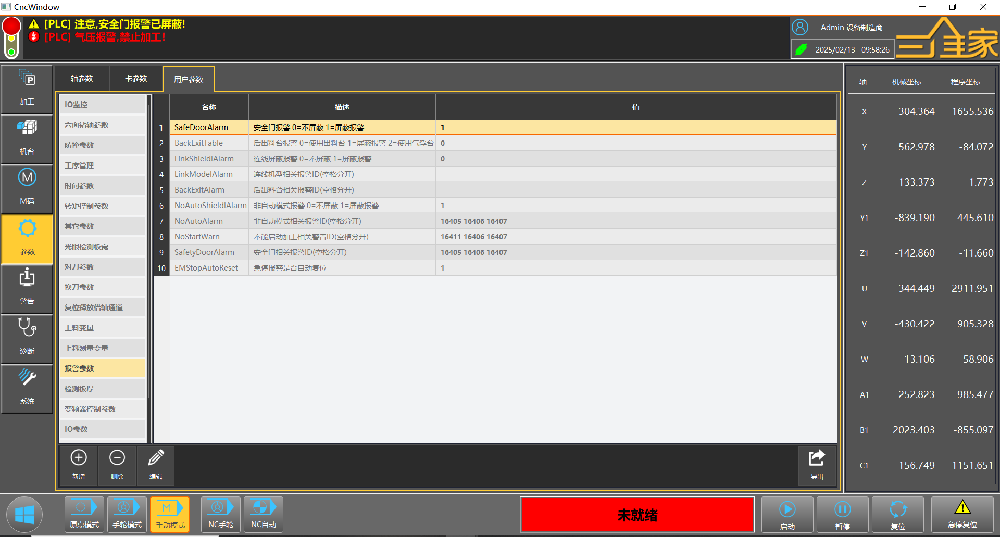 CncWindow
[PLC] 注意,安全门报警已屏蔽!
[PLC] 气压报警,禁止加工!
Admin 设备制造商
2025/02/13 09:58:26
三维家
加工
机台
M码
参数
警告
诊断
系统
轴参数 卡参数 用户参数
IO监控
六面钻轴参数
防撞参数
工序管理
时间参数
转矩控制参数
其它参数
光眼检测板宽
对刀参数
换刀参数
复位释放借轴通道
上料变量
上料测量变量
报警参数
检测板厚
变频器控制参数
IO参数
名称 描述 值
1 SafeDoorAlarm 安全门报警 0=不屏蔽 1=屏蔽报警 1
2 BackExitTable 后出料台报警 0=使用出料台 1=屏蔽报警 2=使用气浮台 0
3 LinkShieldlAlarm 连线屏蔽报警 0=不屏蔽 1=屏蔽报警 0
4 LinkModelAlarm 连线机型相关报警ID(空格分开)
5 BackExitAlarm 后出料台相关报警ID(空格分开)
6 NoAutoShieldlAlarm 非自动模式报警 0=不屏蔽 1=屏蔽报警 1
7 NoAutoAlarm 非自动模式相关报警ID(空格分开) 16405 16406 16407
8 NoStartWarn 不能启动加工相关警告ID(空格分开) 16411 16406 16407
9 SafetyDoorAlarm 安全门相关报警ID(空格分开) 16405 16406 16407
10 EMStopAutoReset 急停报警是否自动复位 1
新增 删除 编辑 导出
轴 机械坐标 程序坐标
X 304.364 -1655.536
Y 562.978 -84.072
Z -133.373 -1.773
Y1 -839.190 445.610
Z1 -142.860 -11.660
U -344.449 2911.951
V -430.422 905.328
W -13.106 -58.906
A1 -252.823 985.477
B1 2023.403 -855.097
C1 -156.749 1151.651
原点模式 手轮模式 手动模式 NC手轮 NC自动
未就绪
启动 暂停 复位 急停复位